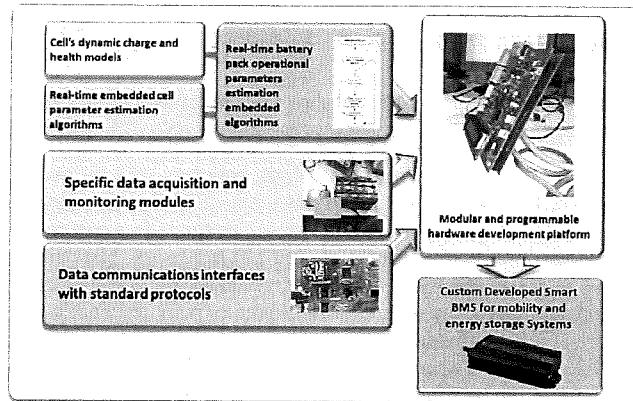 Cell's dynamic charge and
health models
Real-time embedded cell
parameter estimation
algorithms
Real-time battery
pack operational
parameters
estimation
embedded
algorithms
Specific data acquisition and
monitoring modules
Data communications interfaces
with standard protocols
Modular and programmable
hardware development platform
Custom Developed Smart
BMS for mobility and
energy storage Systems